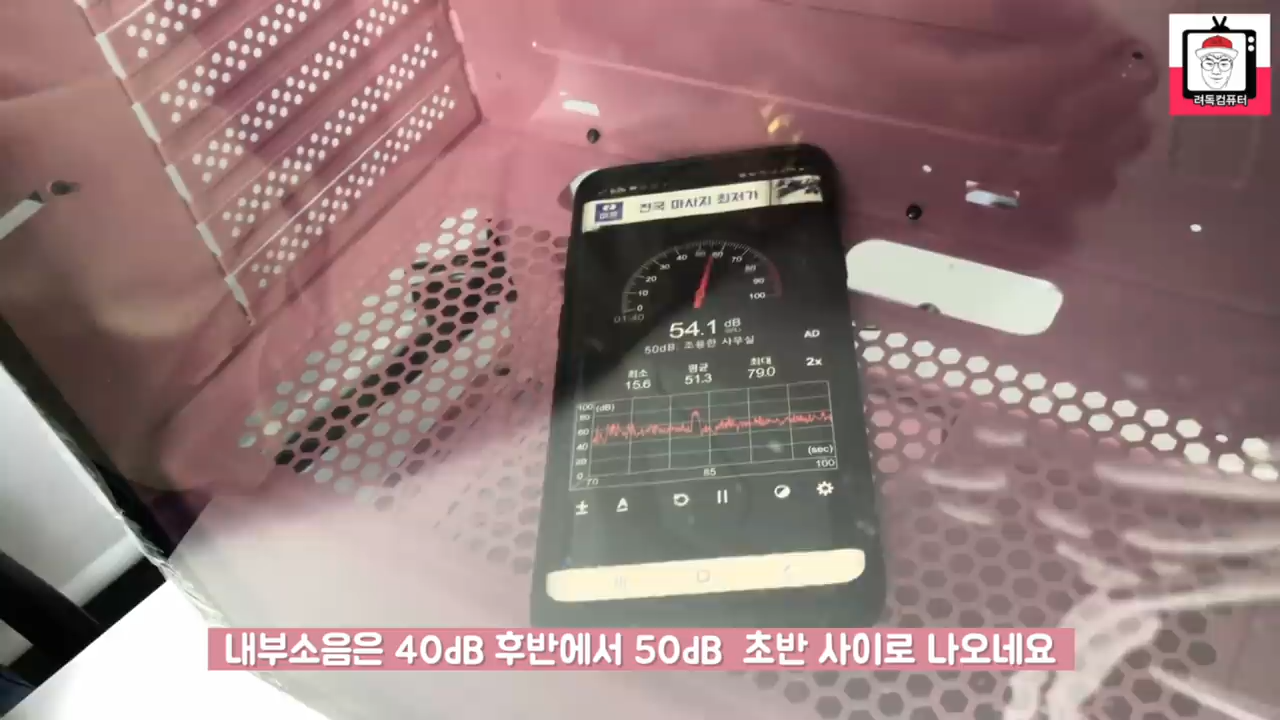 려독컴퓨터
전국 마사지 최저가
0 10 20 30 40 50 60 70 80 90 100
01:40
54.1 dB
50dB. 조용한 사무실
AD
최소 평균 최대 2x
15.6 51.3 79.0
100 (dB)
80
60
40
20
0
(sec)
70 85 100
내부소음은 40dB 후반에서 50dB 초반 사이로 나오네요